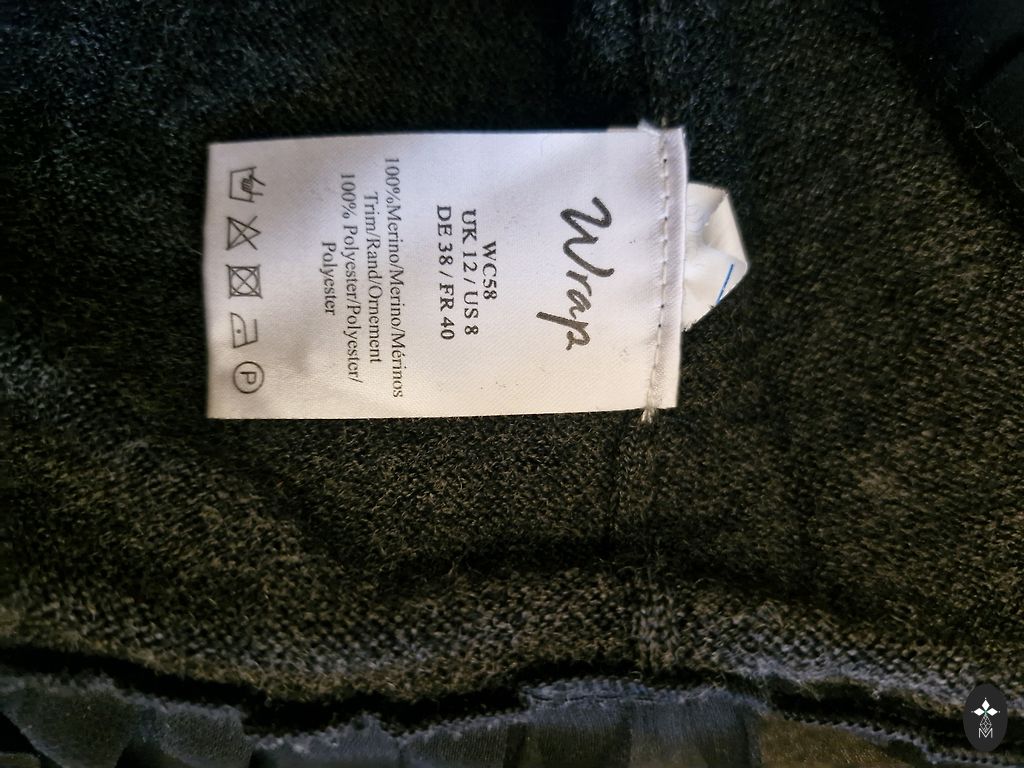 Wrap
WC58
UK 12 / US 8
DE 38 / FR 40
100%Merino/Merino/Mérinos
Trim/Rand/Ornement
100% Polyester/Polyester/
Polyester
P
M